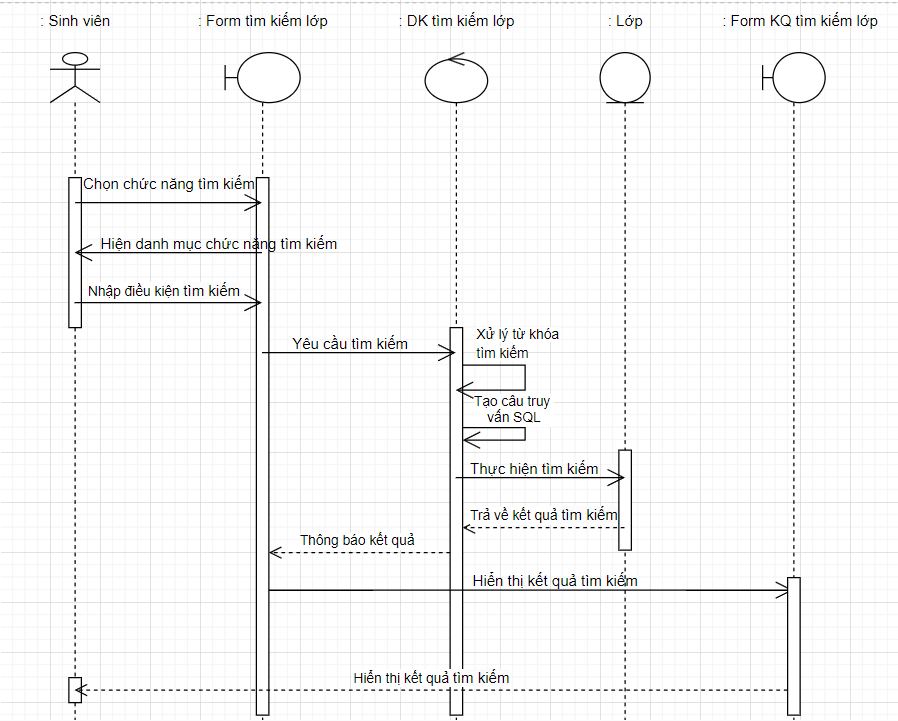 : Sinh viên
: Form tìm kiếm lớp
: DK tìm kiếm lớp
: Lớp
: Form KQ tìm kiếm lớp
Chọn chức năng tìm kiếm
Hiện danh mục chức năng tìm kiếm
Nhập điều kiện tìm kiếm
Yêu cầu tìm kiếm
Xử lý từ khóa
tìm kiếm
Tạo câu truy
vấn SQL
Thực hiện tìm kiếm
Trả về kết quả tìm kiếm
Thông báo kết quả
Hiển thị kết quả tìm kiếm
Hiển thị kết quả tìm kiếm